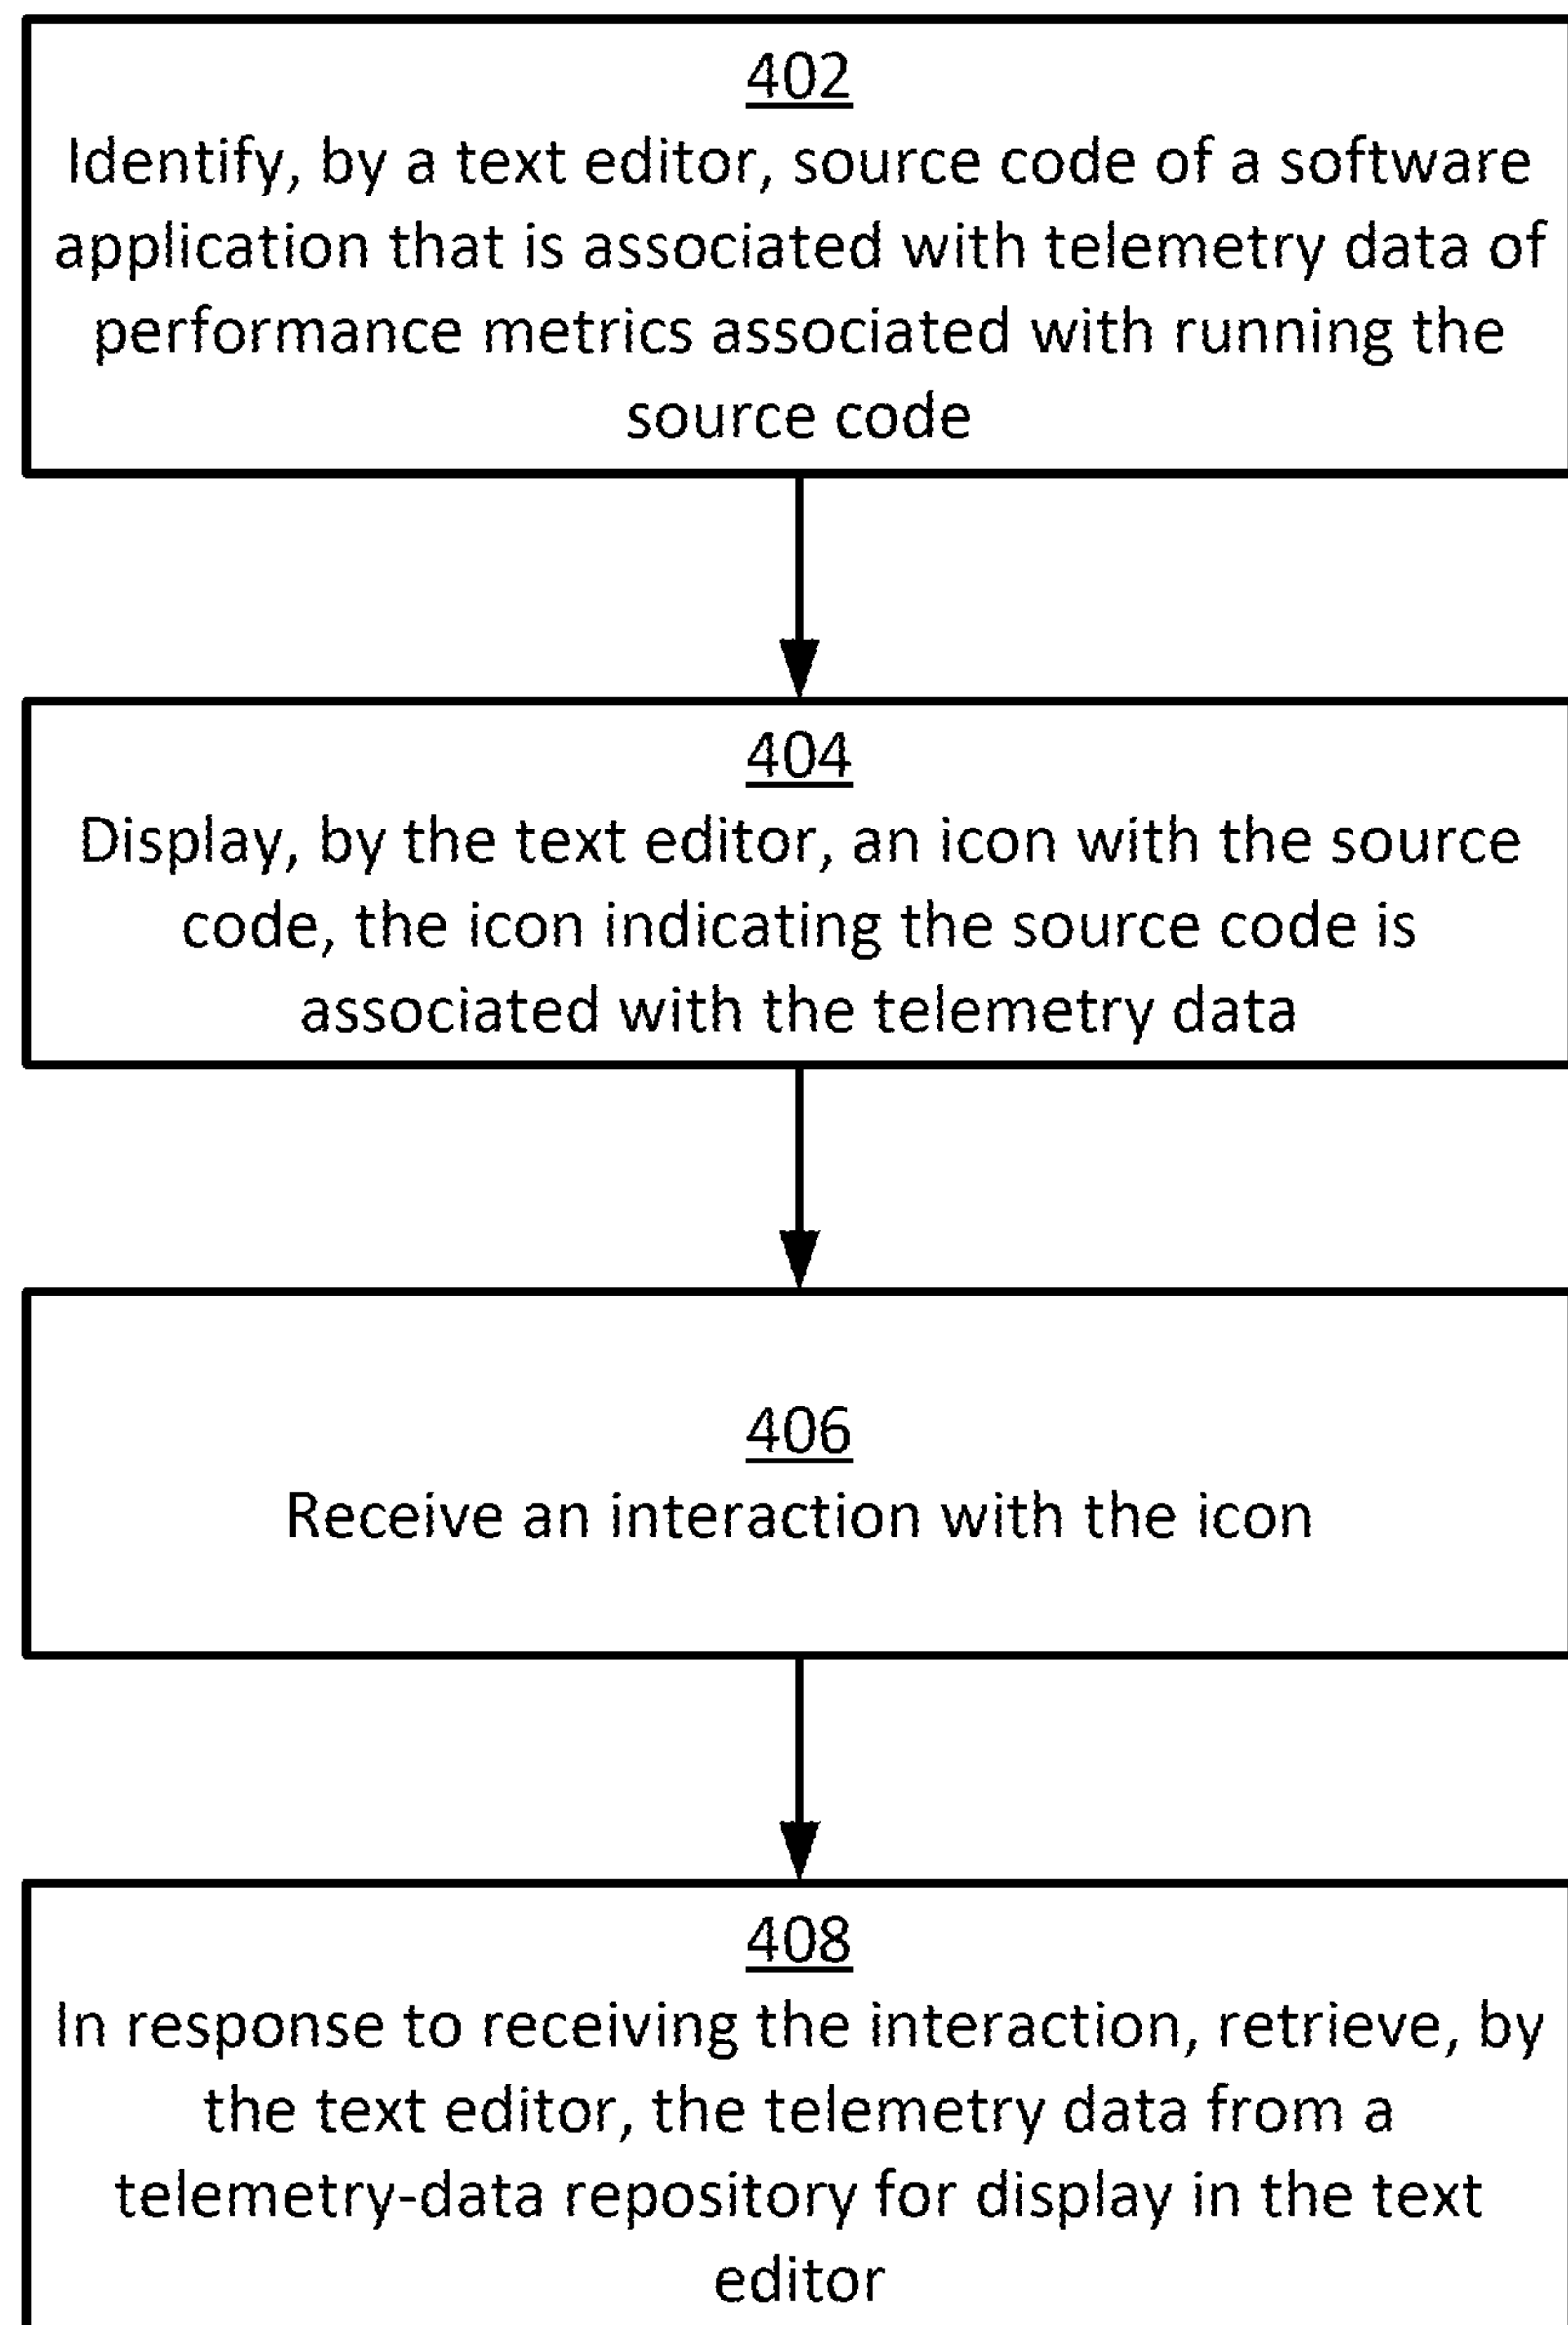 402
Identify, by a text editor, source code of a software
application that is associated with telemetry data of
performance metrics associated with running the
source code
404
Display, by the text editor, an icon with the source
code, the icon indicating the source code is
associated with the telemetry data
406
Receive an interaction with the icon
408
In response to receiving the interaction, retrieve, by
the text editor, the telemetry data from a
telemetry-data repository for display in the text
editor